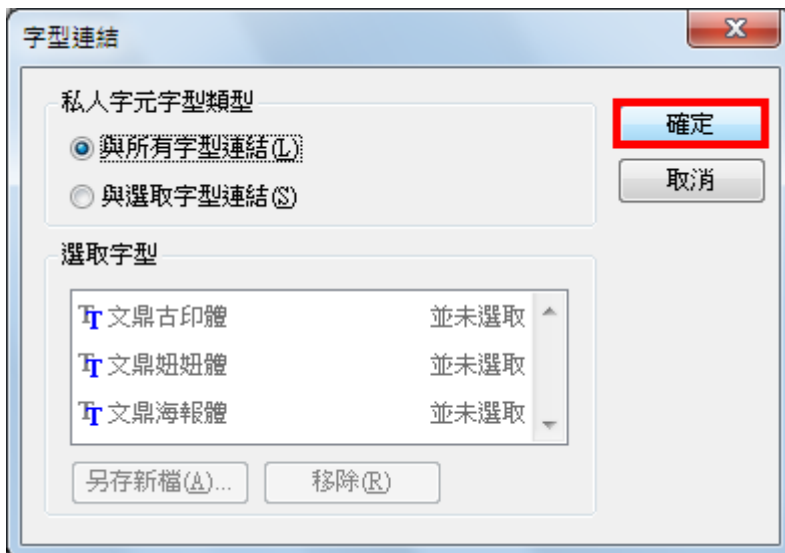 字型連結
私人字元字型類型
與所有字型連結(L)
與選取字型連結(S)
確定
取消
選取字型
文鼎古印體 並未選取
文鼎妞妞體 並未選取
文鼎海報體 並未選取
另存新檔(A)... 移除(R)